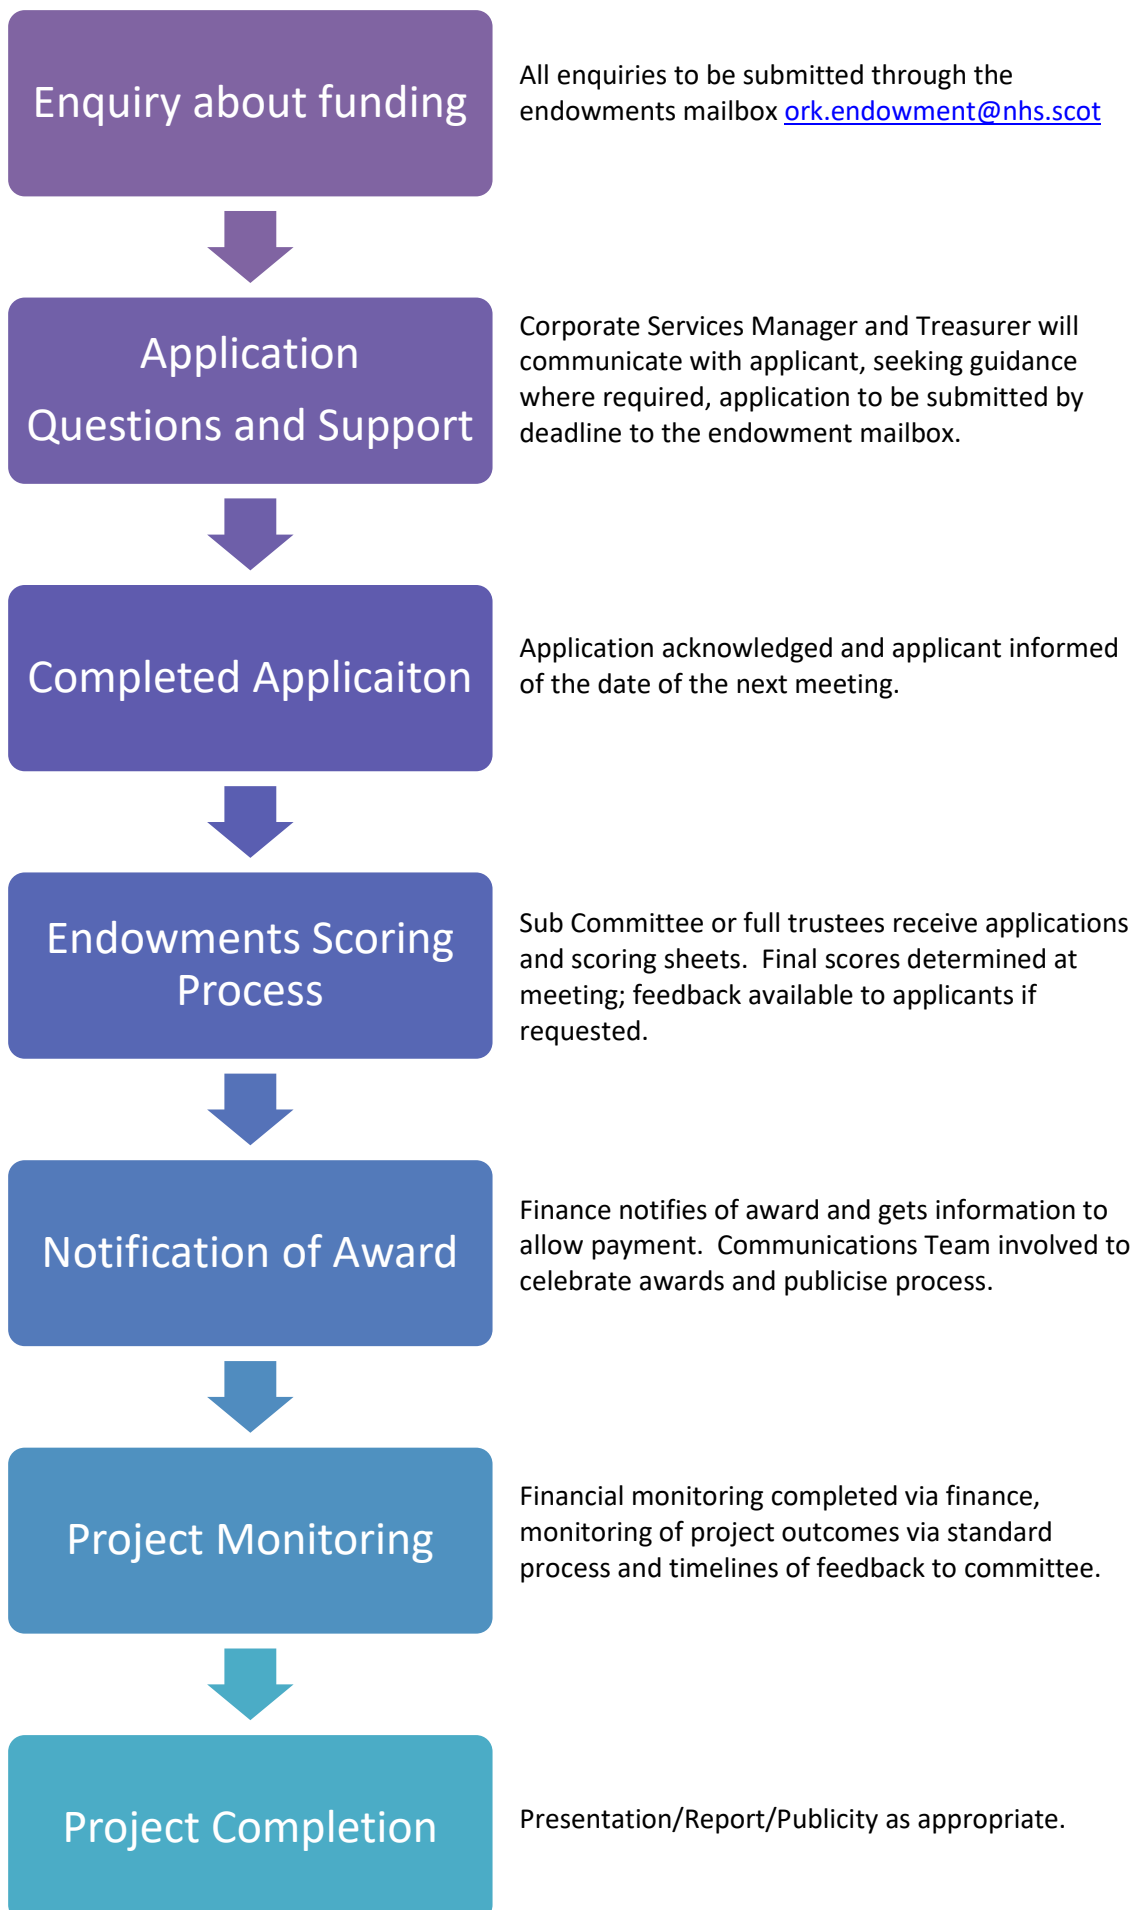 Enquiry about funding
All enquiries to be submitted through the
endowments mailbox ork.endowment@nhs.scot
Application
Questions and Support
Corporate Services Manager and Treasurer will
communicate with applicant, seeking guidance
where required, application to be submitted by
deadline to the endowment mailbox.
Completed Applicaiton
Application acknowledged and applicant informed
of the date of the next meeting.
Endowments Scoring
Process
Sub Committee or full trustees receive applications
and scoring sheets.  Final scores determined at
meeting; feedback available to applicants if
requested.
Notification of Award
Finance notifies of award and gets information to
allow payment.  Communications Team involved to
celebrate awards and publicise process.
Project Monitoring
Financial monitoring completed via finance,
monitoring of project outcomes via standard
process and timelines of feedback to committee.
Project Completion
Presentation/Report/Publicity as appropriate.